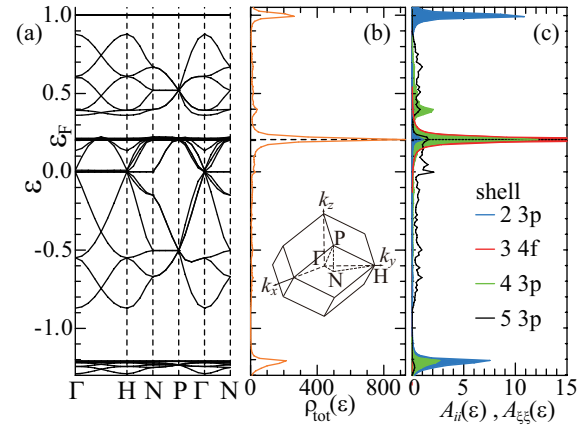 (a)
(b)
(c)
1.0
0.5
ε_F
0.0
-0.5
-1.0
ε
Γ H N P Γ N
k_z
P
Γ
k_y
k_x
N
H
0 400 800
ρ_tot(ε)
shell
2 3p
3 4f
4 3p
5 3p
0 5 10 15
A_ii(ε) , A_ξξ(ε)